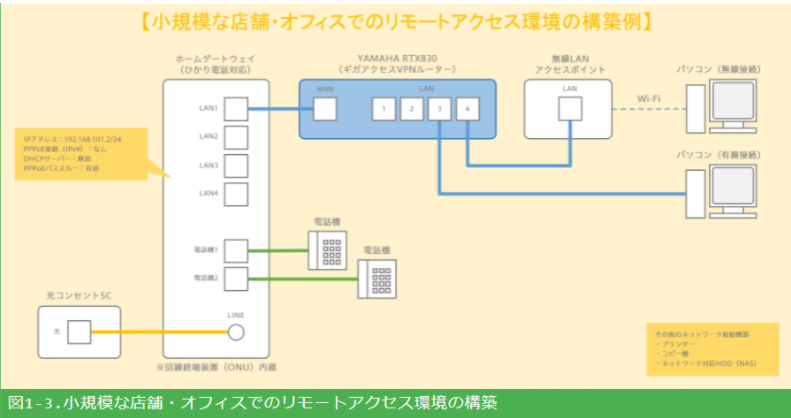 【小規模な店舗・オフィスでのリモートアクセス環境の構築例】
ホームゲートウェイ
（ひかり電話対応）
YAMAHA RTX830
（ギガアクセスVPNルーター）
無線LAN
アクセスポイント
パソコン（無線接続）
WAN
LAN
LAN
LAN1
1
2
3
4
Wi-Fi
LAN2
IPアドレス：192.168.101.2/24
PPPoE接続（IPv4）：なし
DHCPサーバー：無効
PPPoEパススルー：有効
LAN3
LAN4
パソコン（有線接続）
電話機
電話機1
電話機
電話機2
光コンセントSC
光
LINE
※回線終端装置（ONU）内蔵
その他のネットワーク接続機器
・プリンター
・コピー機
・ネットワーク対応HDD（NAS）
図1-3.小規模な店舗・オフィスでのリモートアクセス環境の構築